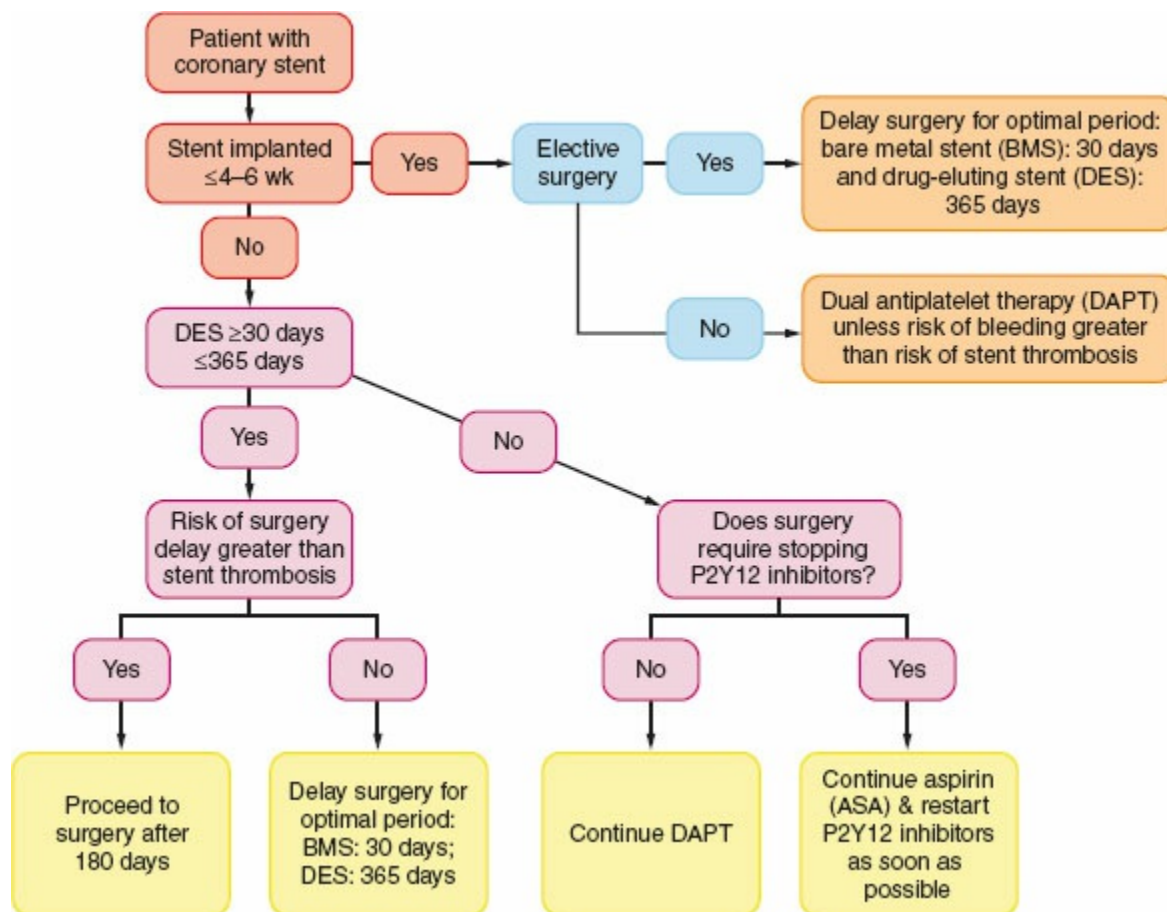 Patient with
coronary stent
Stent implanted
≤4–6 wk
Yes
Elective
surgery
Yes
Delay surgery for optimal period:
bare metal stent (BMS): 30 days
and drug-eluting stent (DES):
365 days
No
No
Dual antiplatelet therapy (DAPT)
unless risk of bleeding greater
than risk of stent thrombosis
DES ≥30 days
≤365 days
Yes
No
Risk of surgery
delay greater than
stent thrombosis
Does surgery
require stopping
P2Y12 inhibitors?
Yes
No
No
Yes
Proceed to
surgery after
180 days
Delay surgery for
optimal period:
BMS: 30 days;
DES: 365 days
Continue DAPT
Continue aspirin
(ASA) & restart
P2Y12 inhibitors
as soon as
possible